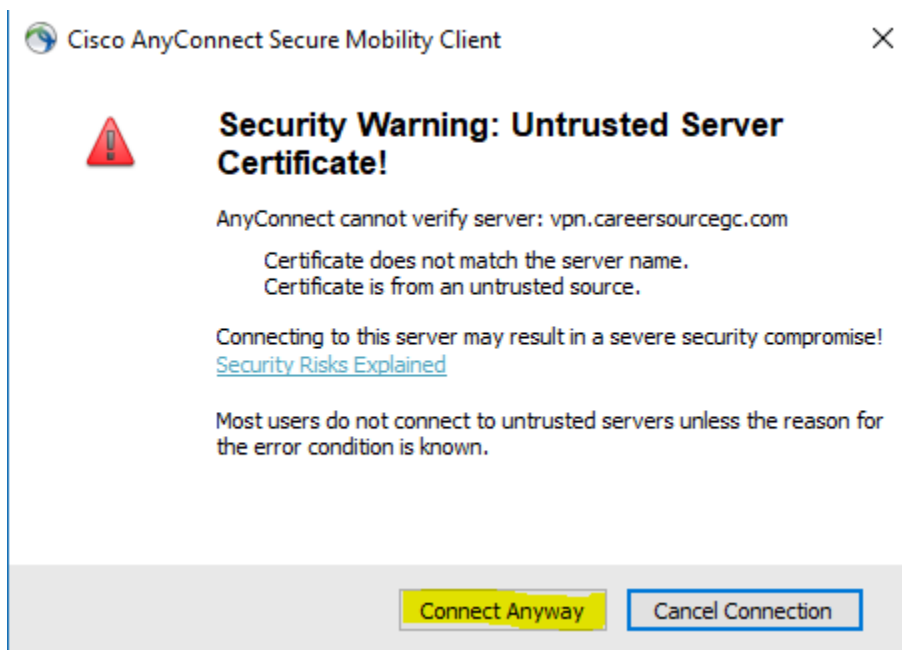 Cisco AnyConnect Secure Mobility Client
Security Warning: Untrusted Server
Certificate!
AnyConnect cannot verify server: vpn.careersourcegc.com
Certificate does not match the server name.
Certificate is from an untrusted source.
Connecting to this server may result in a severe security compromise!
Security Risks Explained
Most users do not connect to untrusted servers unless the reason for
the error condition is known.
Connect Anyway
Cancel Connection